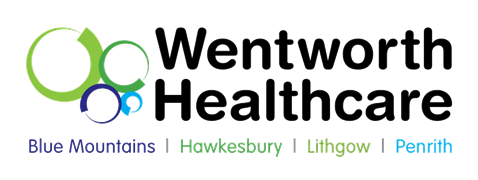 Wentworth
Healthcare
Blue Mountains | Hawkesbury | Lithgow | Penrith